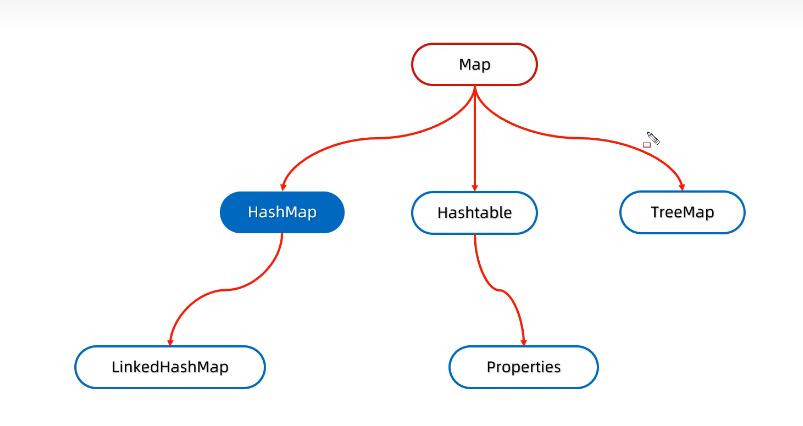 Map
HashMap
Hashtable
TreeMap
LinkedHashMap
Properties